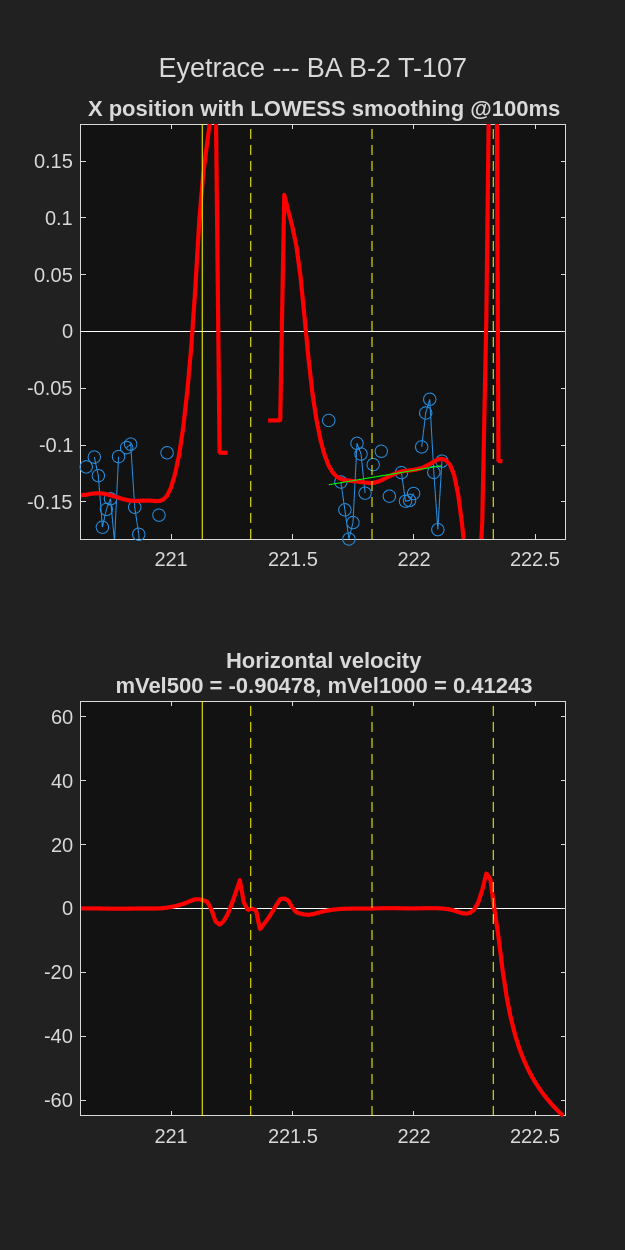 Eyetrace --- BA B-2 T-107
X position with LOWESS smoothing @100ms
0.15
0.1
0.05
0
-0.05
-0.1
-0.15
221 221.5 222 222.5
Horizontal velocity
mVel500 = -0.90478, mVel1000 = 0.41243
60
40
20
0
-20
-40
-60
221 221.5 222 222.5